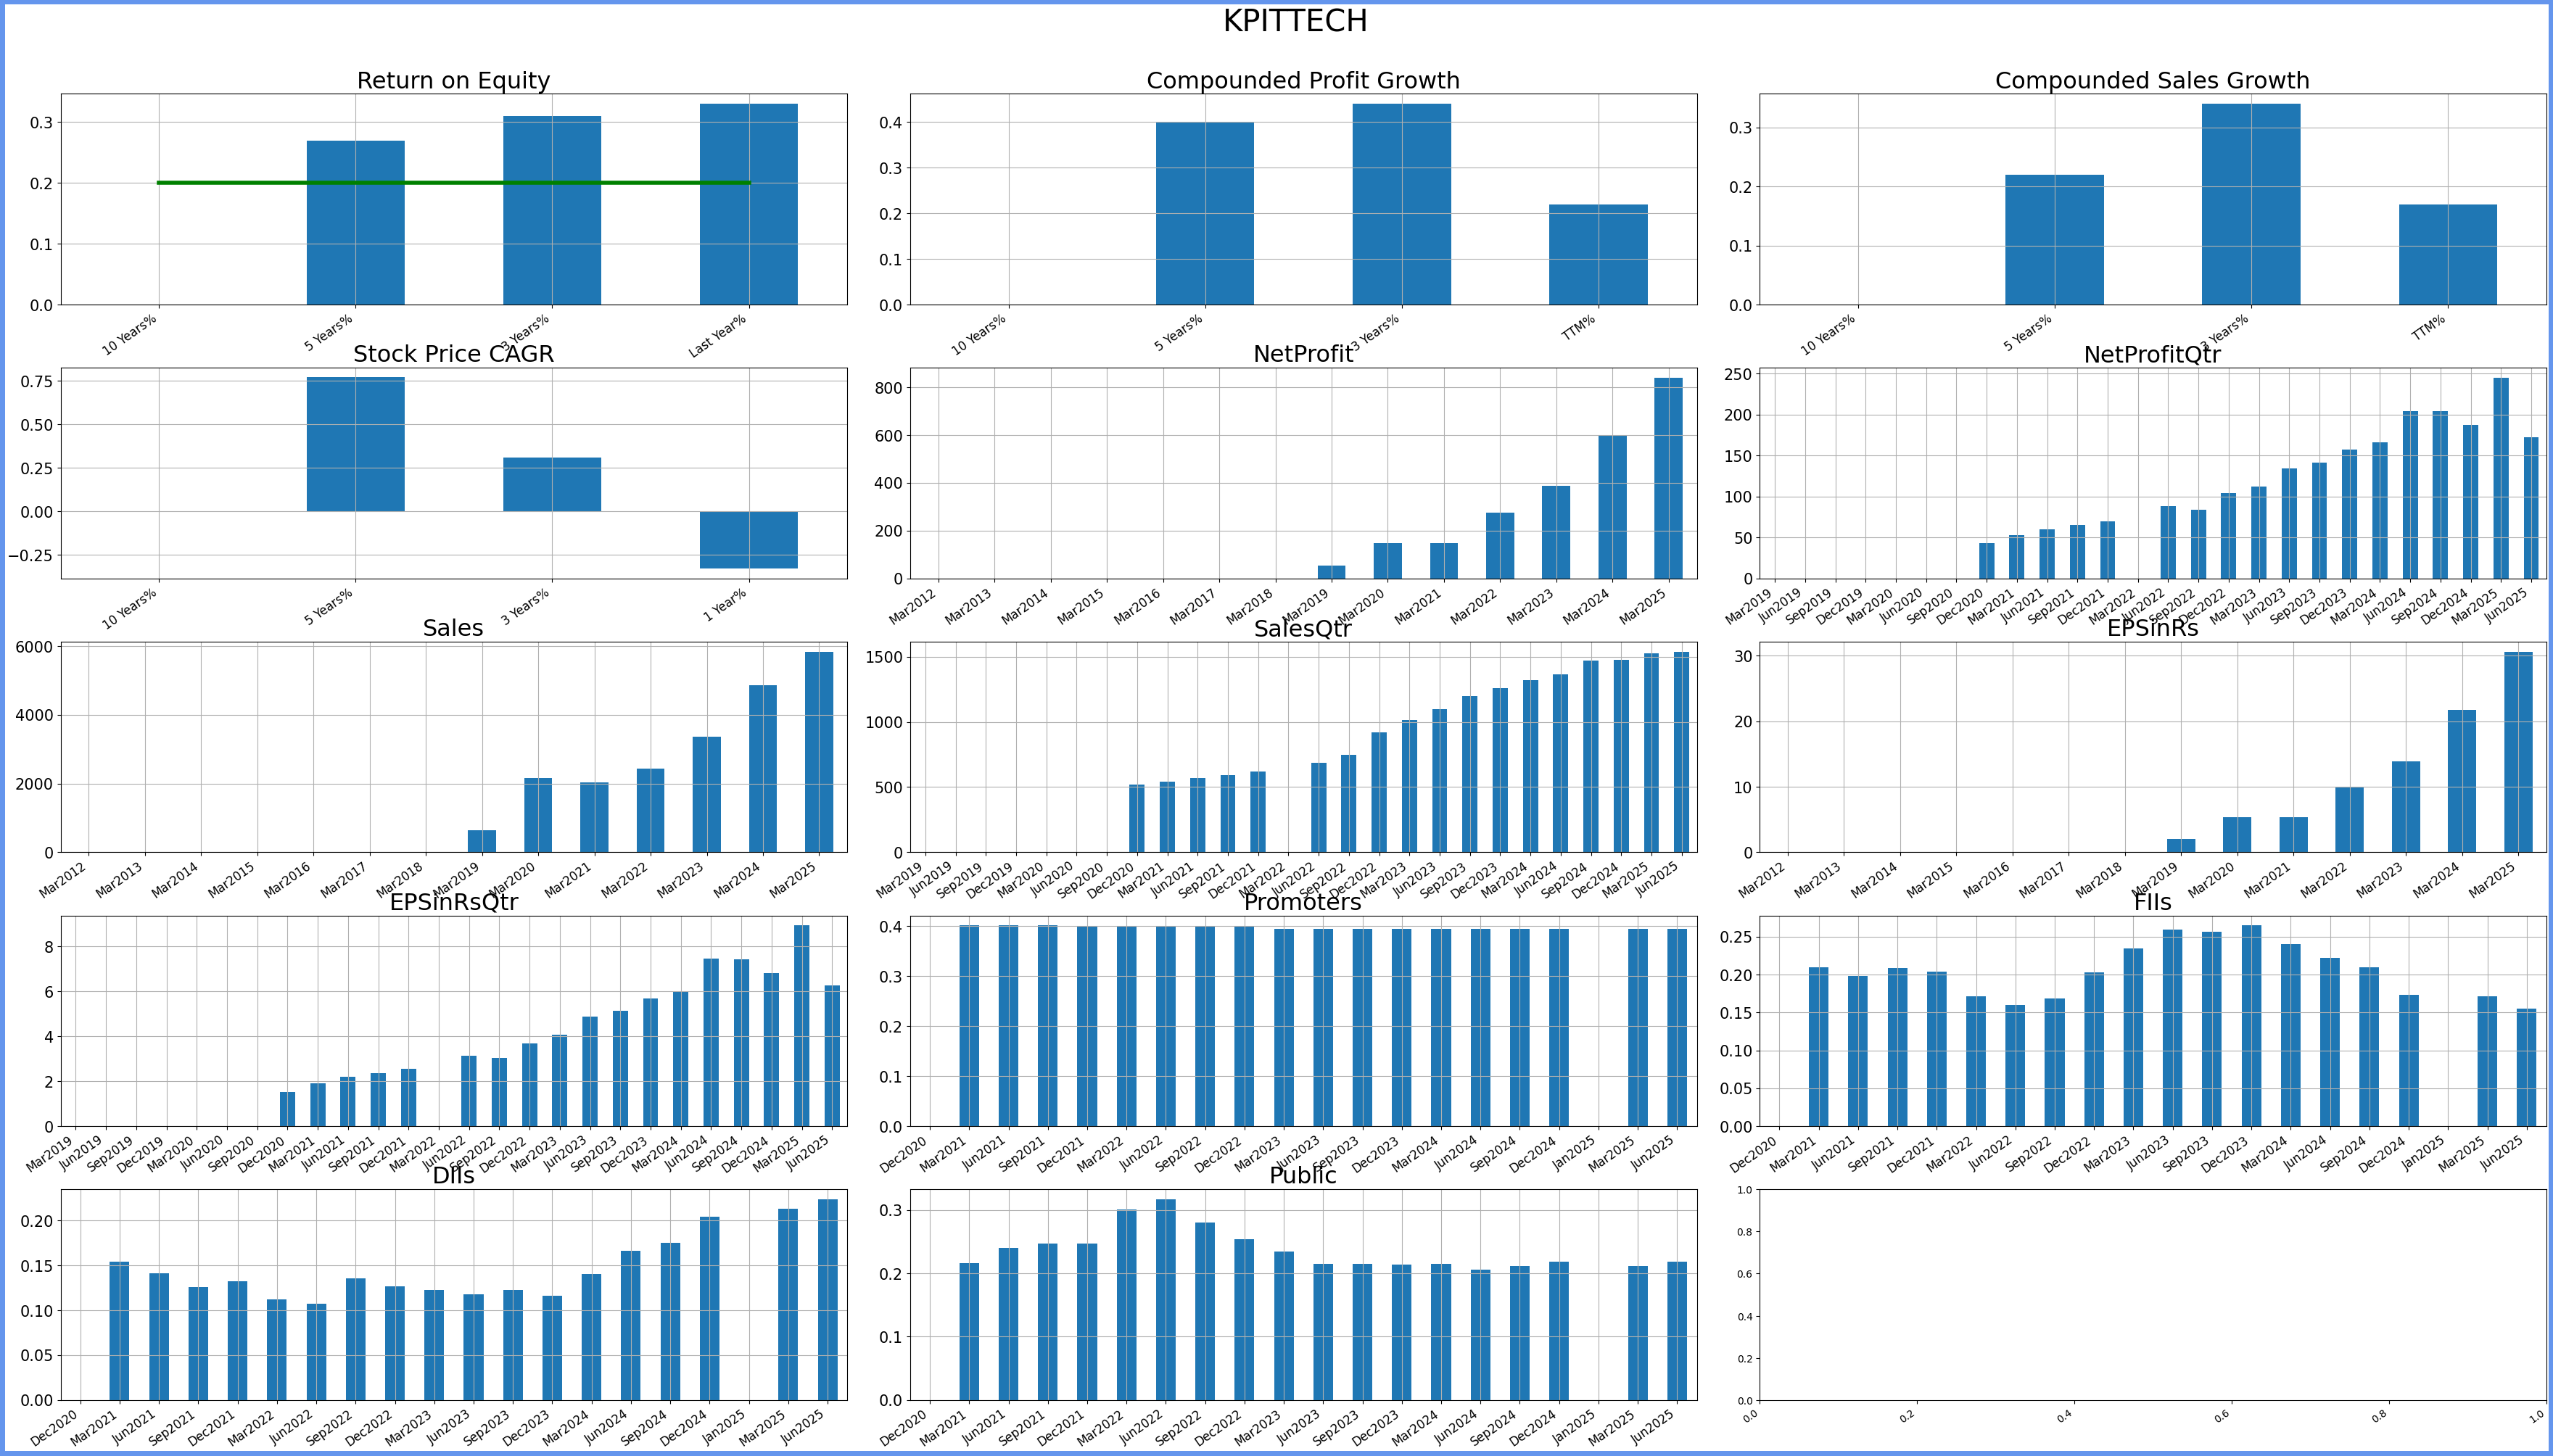 KPITTECH
Return on Equity
0.3
0.2
0.1
0.0
10 Years% 5 Years% 3 Years% Last Year%
Compounded Profit Growth
0.4
0.3
0.2
0.1
0.0
10 Years% 5 Years% 3 Years% TTM%
Compounded Sales Growth
0.3
0.2
0.1
0.0
10 Years% 5 Years% 3 Years% TTM%
Stock Price CAGR
0.75
0.50
0.25
0.00
−0.25
10 Years% 5 Years% 3 Years% 1 Year%
NetProfit
800
600
400
200
0
Mar2012 Mar2013 Mar2014 Mar2015 Mar2016 Mar2017 Mar2018 Mar2019 Mar2020 Mar2021 Mar2022 Mar2023 Mar2024 Mar2025
NetProfitQtr
250
200
150
100
50
0
Mar2019 Jun2019 Sep2019 Dec2019 Mar2020 Jun2020 Sep2020 Dec2020 Mar2021 Jun2021 Sep2021 Dec2021 Mar2022 Jun2022 Sep2022 Dec2022 Mar2023 Jun2023 Sep2023 Dec2023 Mar2024 Jun2024 Sep2024 Dec2024 Mar2025 Jun2025
Sales
6000
4000
2000
0
Mar2012 Mar2013 Mar2014 Mar2015 Mar2016 Mar2017 Mar2018 Mar2019 Mar2020 Mar2021 Mar2022 Mar2023 Mar2024 Mar2025
SalesQtr
1500
1000
500
0
Mar2019 Jun2019 Sep2019 Dec2019 Mar2020 Jun2020 Sep2020 Dec2020 Mar2021 Jun2021 Sep2021 Dec2021 Mar2022 Jun2022 Sep2022 Dec2022 Mar2023 Jun2023 Sep2023 Dec2023 Mar2024 Jun2024 Sep2024 Dec2024 Mar2025 Jun2025
EPSinRs
30
20
10
0
Mar2012 Mar2013 Mar2014 Mar2015 Mar2016 Mar2017 Mar2018 Mar2019 Mar2020 Mar2021 Mar2022 Mar2023 Mar2024 Mar2025
EPSinRsQtr
8
6
4
2
0
Mar2019 Jun2019 Sep2019 Dec2019 Mar2020 Jun2020 Sep2020 Dec2020 Mar2021 Jun2021 Sep2021 Dec2021 Mar2022 Jun2022 Sep2022 Dec2022 Mar2023 Jun2023 Sep2023 Dec2023 Mar2024 Jun2024 Sep2024 Dec2024 Mar2025 Jun2025
Promoters
0.4
0.3
0.2
0.1
0.0
Dec2020 Mar2021 Jun2021 Sep2021 Dec2021 Mar2022 Jun2022 Sep2022 Dec2022 Mar2023 Jun2023 Sep2023 Dec2023 Mar2024 Jun2024 Sep2024 Dec2024 Jan2025 Mar2025 Jun2025
FIIs
0.25
0.20
0.15
0.10
0.05
0.00
Dec2020 Mar2021 Jun2021 Sep2021 Dec2021 Mar2022 Jun2022 Sep2022 Dec2022 Mar2023 Jun2023 Sep2023 Dec2023 Mar2024 Jun2024 Sep2024 Dec2024 Jan2025 Mar2025 Jun2025
DIIs
0.20
0.15
0.10
0.05
0.00
Dec2020 Mar2021 Jun2021 Sep2021 Dec2021 Mar2022 Jun2022 Sep2022 Dec2022 Mar2023 Jun2023 Sep2023 Dec2023 Mar2024 Jun2024 Sep2024 Dec2024 Jan2025 Mar2025 Jun2025
Public
0.3
0.2
0.1
0.0
Dec2020 Mar2021 Jun2021 Sep2021 Dec2021 Mar2022 Jun2022 Sep2022 Dec2022 Mar2023 Jun2023 Sep2023 Dec2023 Mar2024 Jun2024 Sep2024 Dec2024 Jan2025 Mar2025 Jun2025
1.0
0.8
0.6
0.4
0.2
0.0
0.0 0.2 0.4 0.6 0.8 1.0